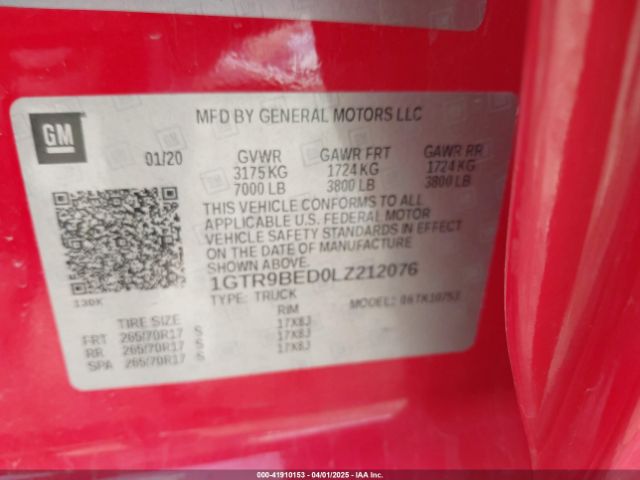 GM
MFD BY GENERAL MOTORS LLC
01/20 GVWR GAWR FRT GAWR RR
3175 KG 1724 KG 1724 KG
7000 LB 3800 LB 3800 LB
THIS VEHICLE CONFORMS TO ALL
APPLICABLE U.S. FEDERAL MOTOR
VEHICLE SAFETY STANDARDS IN EFFECT
ON THE DATE OF MANUFACTURE
SHOWN ABOVE.
1GTR9BED0LZ212076
TYPE: TRUCK MODEL:
130K
TIRE SIZE RIM
FRT 265/70R17 S 17X8J
RR 265/70R17 S 17X8J
SPA 265/70R17 S 17X8J
000-41910153 - 04/01/2025 - IAA Inc.